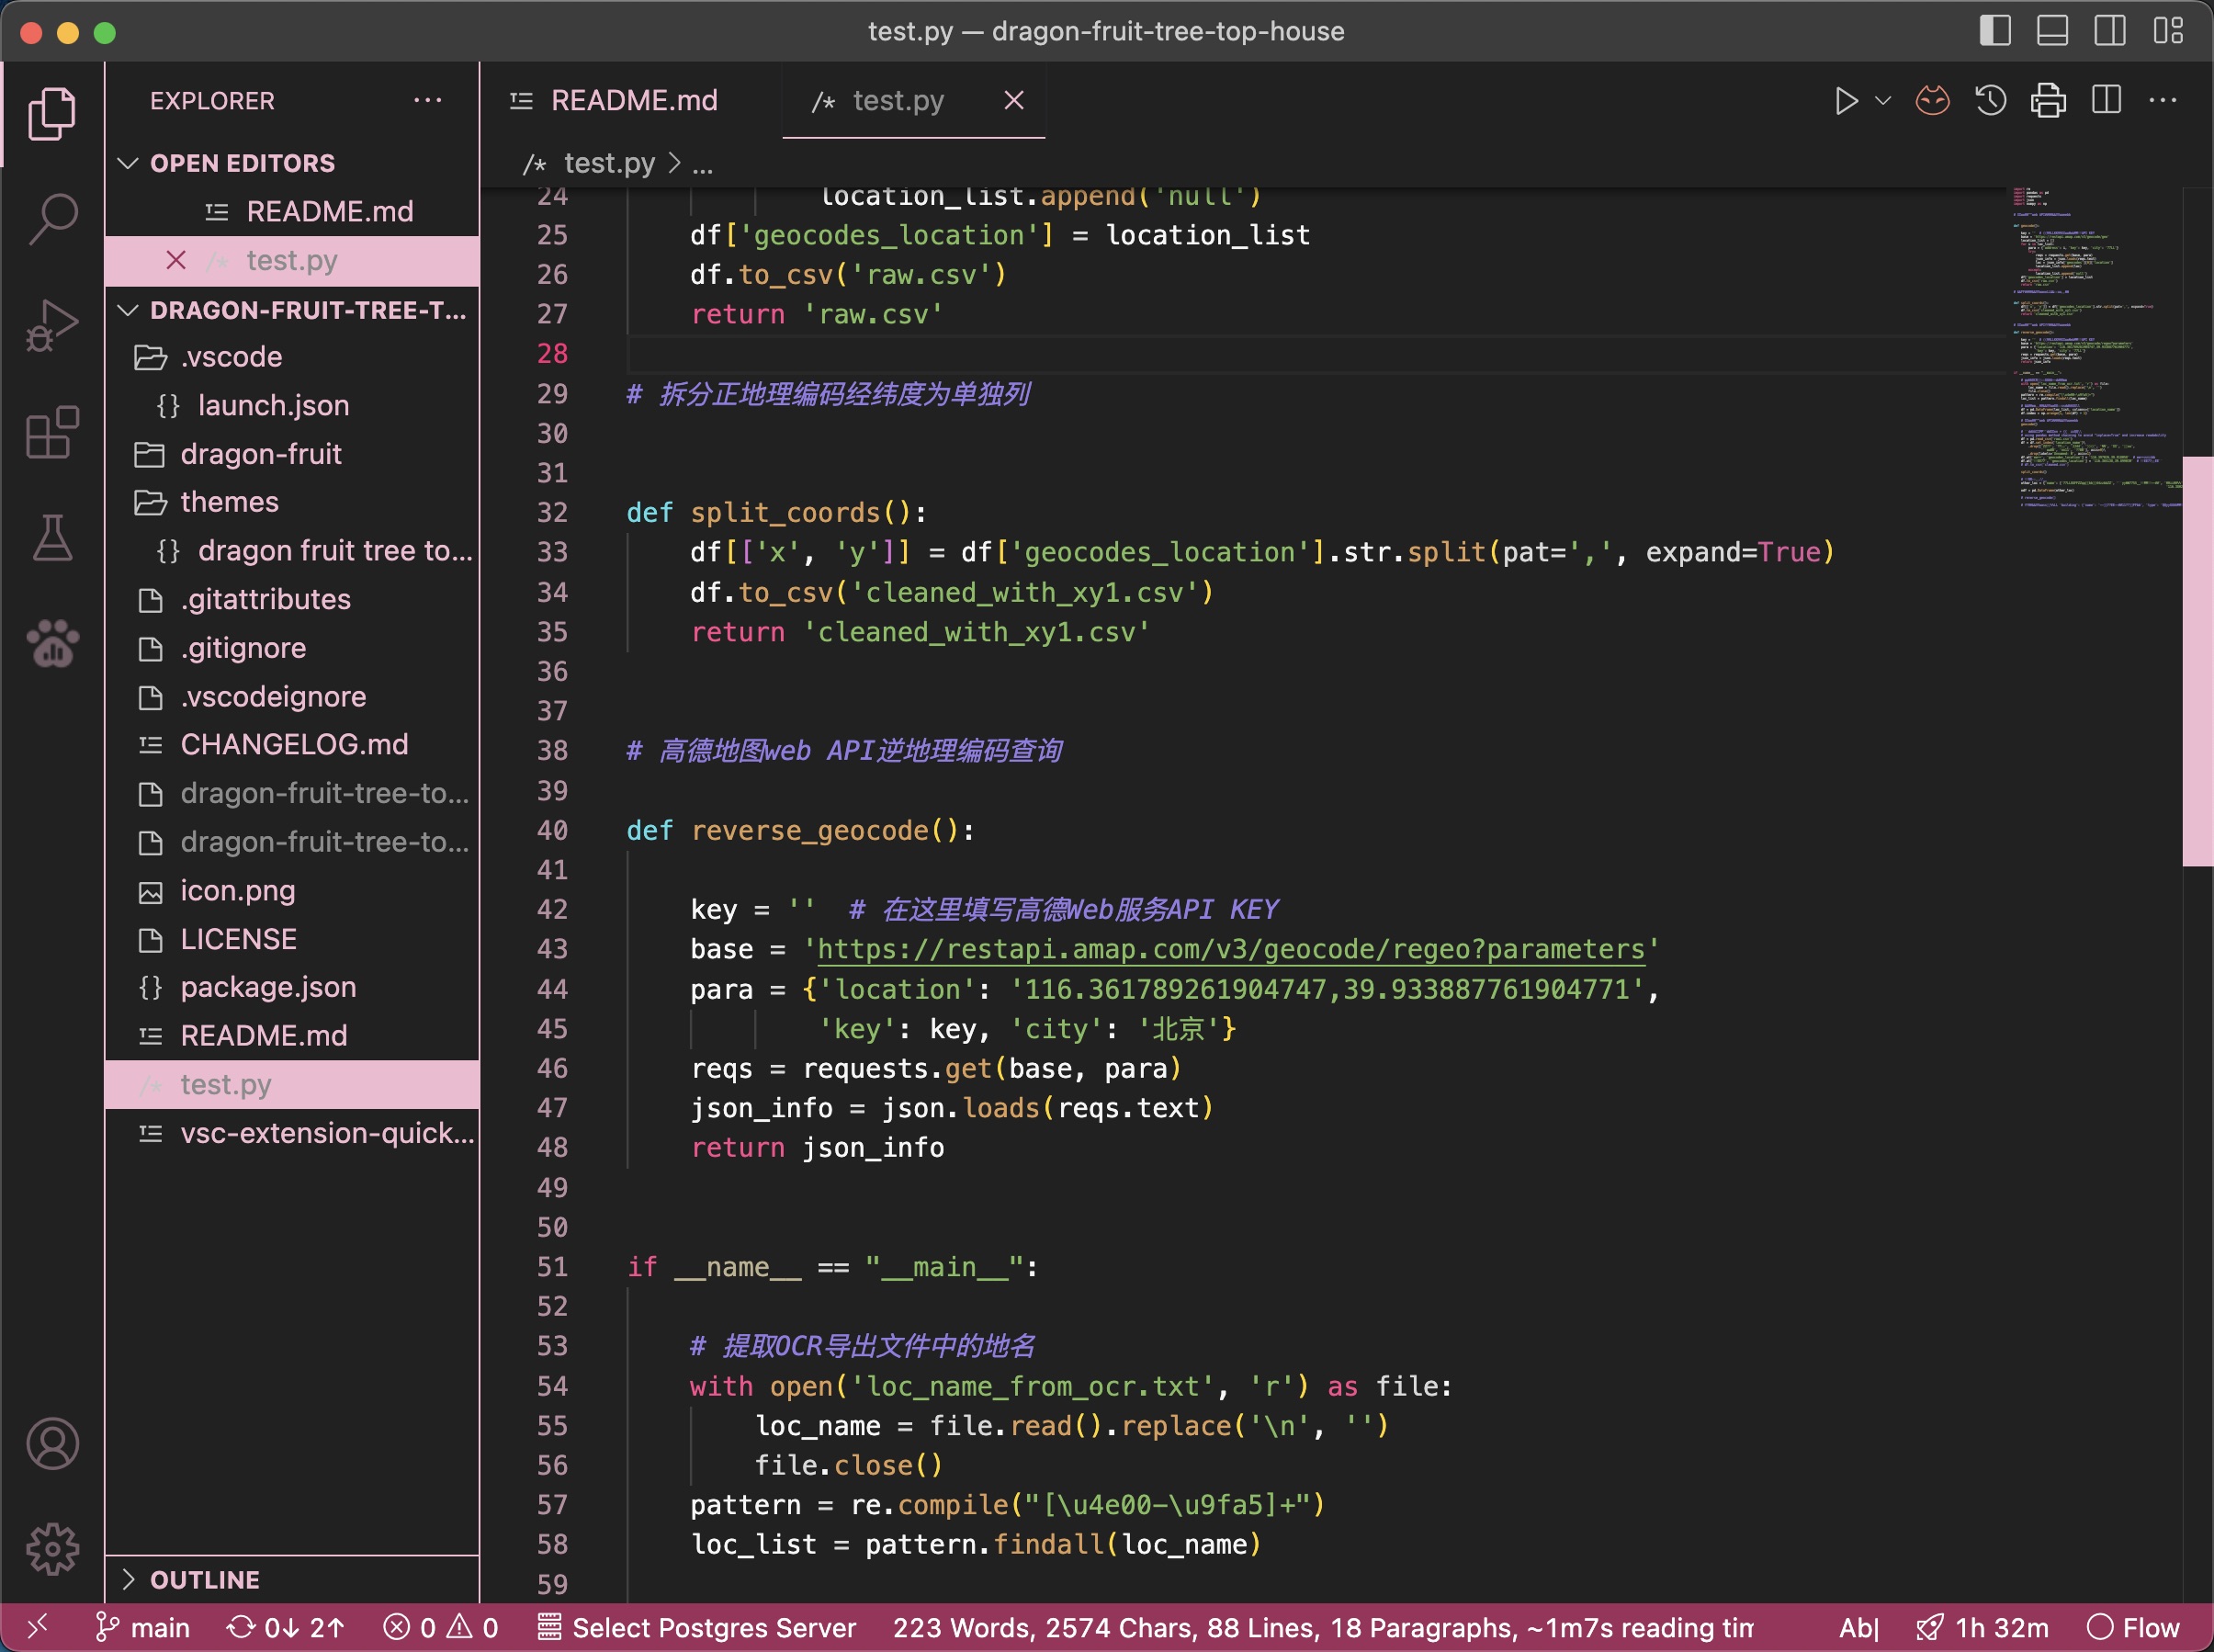 test.py — dragon-fruit-tree-top-house
EXPLORER
OPEN EDITORS
README.md
test.py
DRAGON-FRUIT-TREE-T...
.vscode
{} launch.json
dragon-fruit
themes
{} dragon fruit tree to...
.gitattributes
.gitignore
.vscodeignore
CHANGELOG.md
dragon-fruit-tree-to...
dragon-fruit-tree-to...
icon.png
LICENSE
{} package.json
README.md
/* test.py
vsc-extension-quick...
OUTLINE
README.md
/* test.py
/* test.py > ...
24 location_list.append('null')
25 df['geocodes_location'] = location_list
26 df.to_csv('raw.csv')
27 return 'raw.csv'
28
29 # 拆分正地理编码经纬度为单独列
30
31
32 def split_coords():
33 df[['x', 'y']] = df['geocodes_location'].str.split(pat=',', expand=True)
34 df.to_csv('cleaned_with_xy1.csv')
35 return 'cleaned_with_xy1.csv'
36
37
38 # 高德地图web API逆地理编码查询
39
40 def reverse_geocode():
41
42 key = '' # 在这里填写高德Web服务API KEY
43 base = 'https://restapi.amap.com/v3/geocode/regeo?parameters'
44 para = {'location': '116.361789261904747,39.933887761904771',
45 'key': key, 'city': '北京'}
46 reqs = requests.get(base, para)
47 json_info = json.loads(reqs.text)
48 return json_info
49
50
51 if __name__ == "__main__":
52
53 # 提取OCR导出文件中的地名
54 with open('loc_name_from_ocr.txt', 'r') as file:
55 loc_name = file.read().replace('\n', '')
56 file.close()
57 pattern = re.compile("[\u4e00-\u9fa5]+")
58 loc_list = pattern.findall(loc_name)
59
main 0↓ 2↑ 0 0 Select Postgres Server 223 Words, 2574 Chars, 88 Lines, 18 Paragraphs, ~1m7s reading tim Ab| 1h 32m Flow